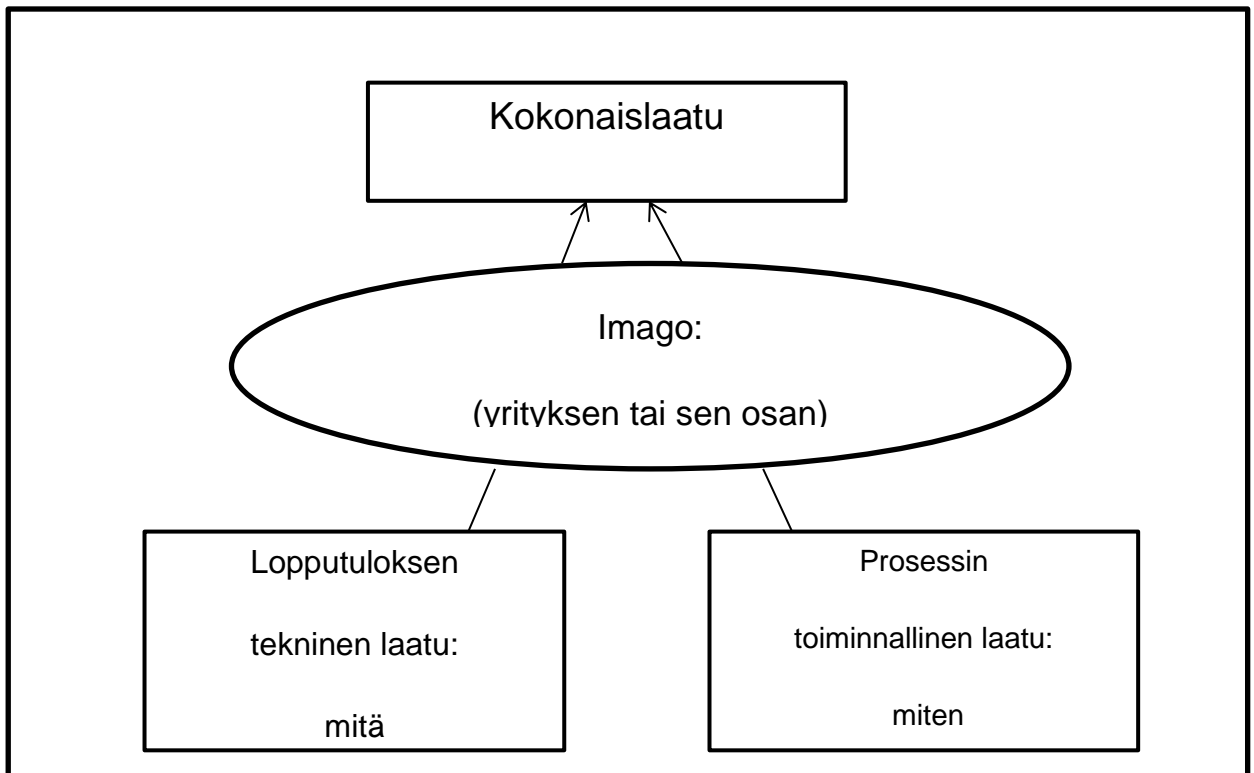 Kokonaislaatu
Imago:
(yrityksen tai sen osan)
Lopputuloksen
tekninen laatu:
mitä
Prosessin
toiminnallinen laatu:
miten